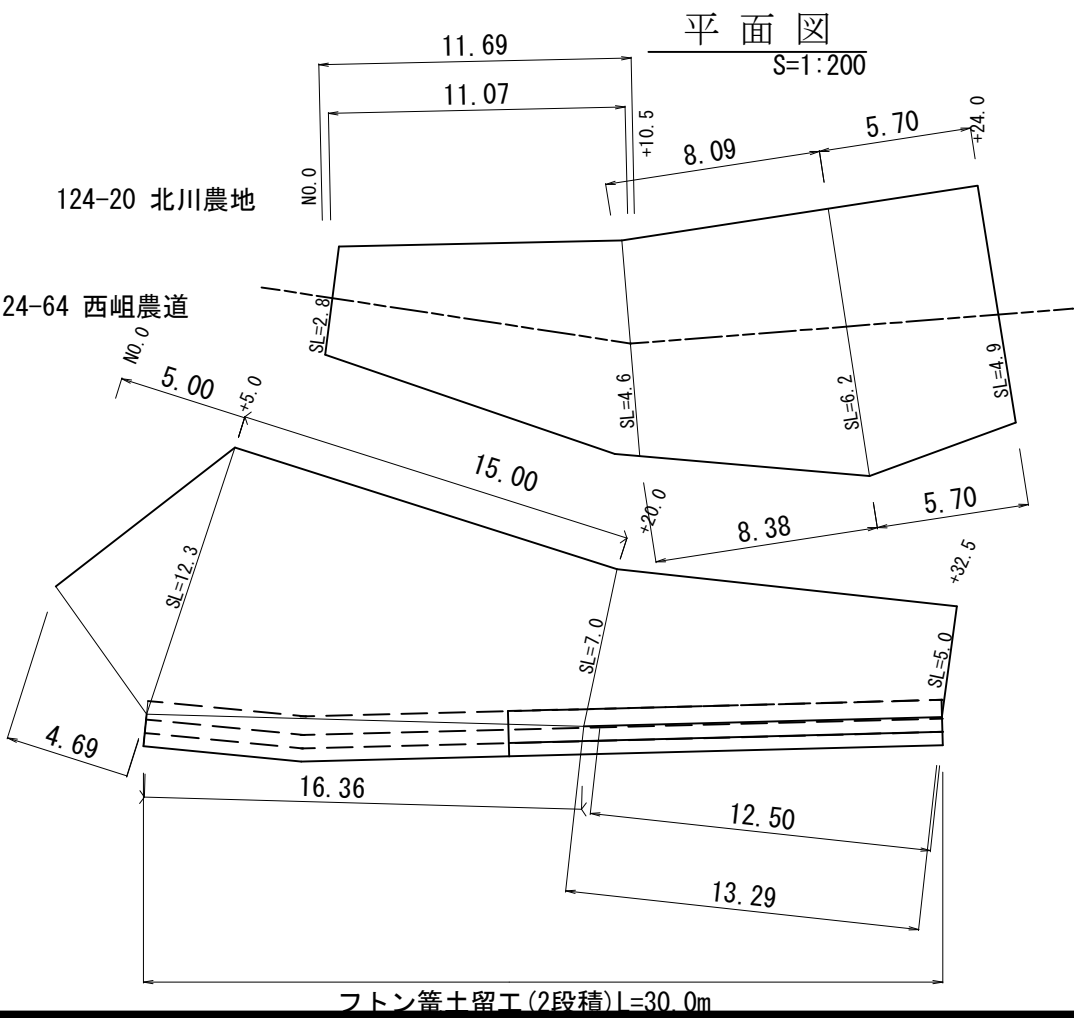 平面図
S=1:200
11.69
11.07
NO.0
+10.5
8.09
5.70
+24.0
124-20 北川農地
24-64 西岨農道
SL=2.8
SL=4.6
SL=6.2
SL=4.9
NO.0
5.00
+5.0
15.00
+20.0
8.38
5.70
+32.5
SL=12.3
SL=7.0
SL=5.0
4.69
16.36
12.50
13.29
フトン篭土留工(2段積)L=30.0m